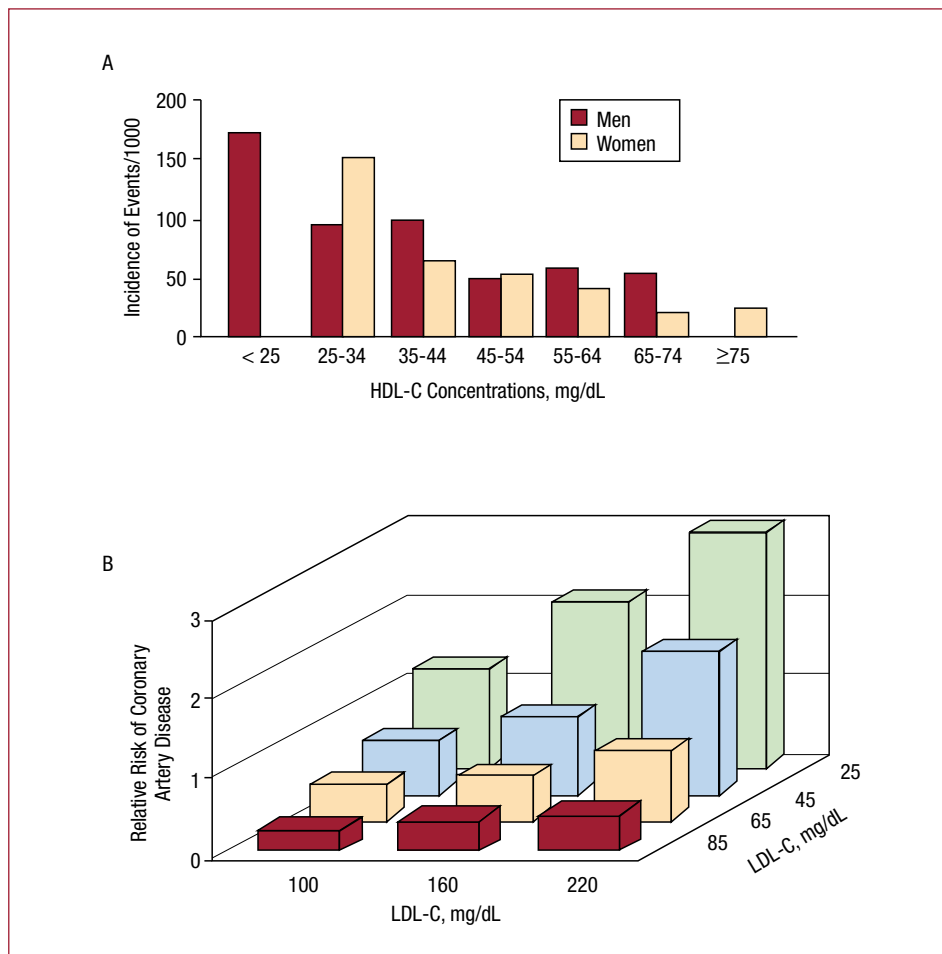 A
Incidence of Events/1000
200
150
100
50
0
Men
Women
< 25 25-34 35-44 45-54 55-64 65-74 ≥75
HDL-C Concentrations, mg/dL
B
Relative Risk of Coronary
Artery Disease
3
2
1
0
100 160 220
LDL-C, mg/dL
85 65 45 25
LDL-C, mg/dL